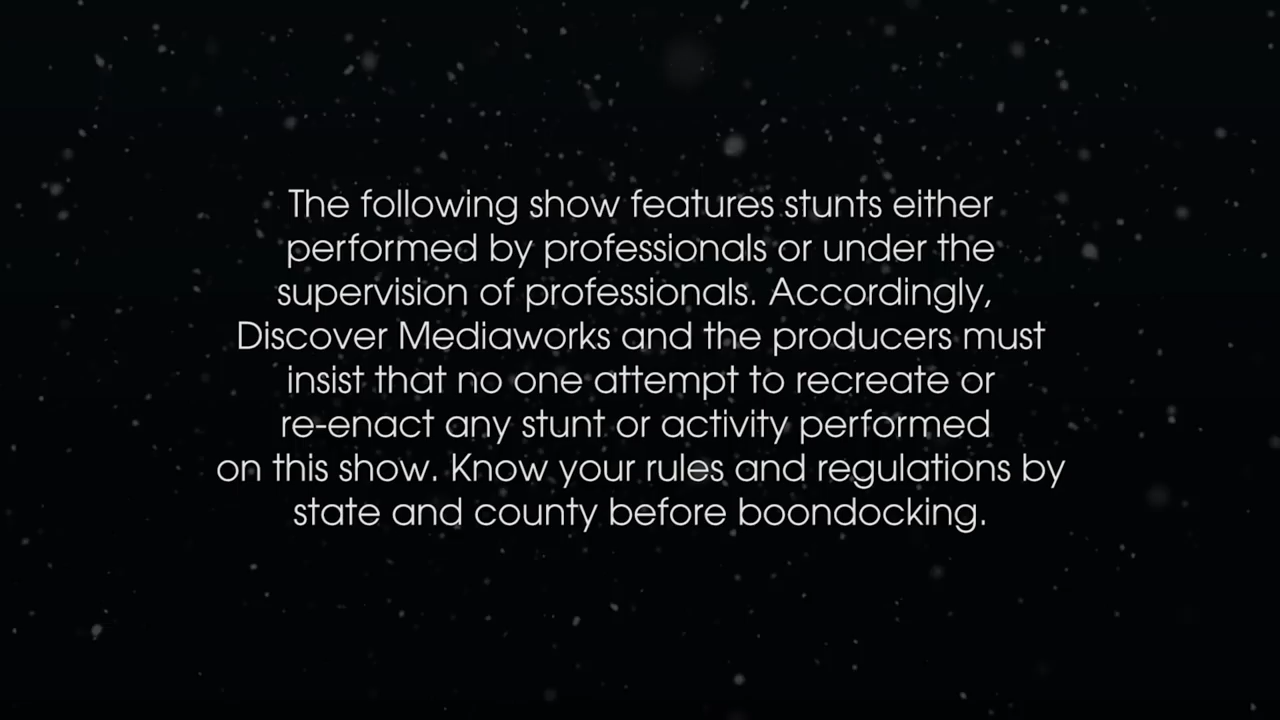 The following show features stunts either
performed by professionals or under the
supervision of professionals. Accordingly,
Discover Mediaworks and the producers must
insist that no one attempt to recreate or
re-enact any stunt or activity performed
on this show. Know your rules and regulations by
state and county before boondocking.